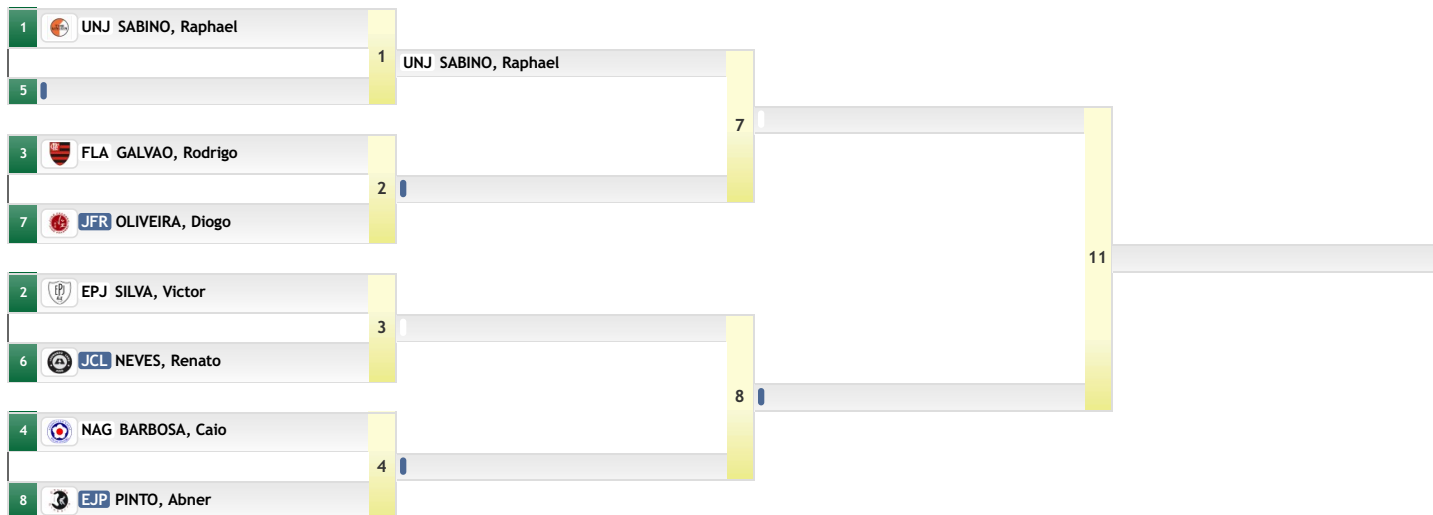 1 UNJ SABINO, Raphael
1
UNJ SABINO, Raphael
5
7
3 FLA GALVAO, Rodrigo
2
7 JFR OLIVEIRA, Diogo
11
2 EPJ SILVA, Victor
3
6 JCL NEVES, Renato
8
4 NAG BARBOSA, Caio
4
8 EJP PINTO, Abner